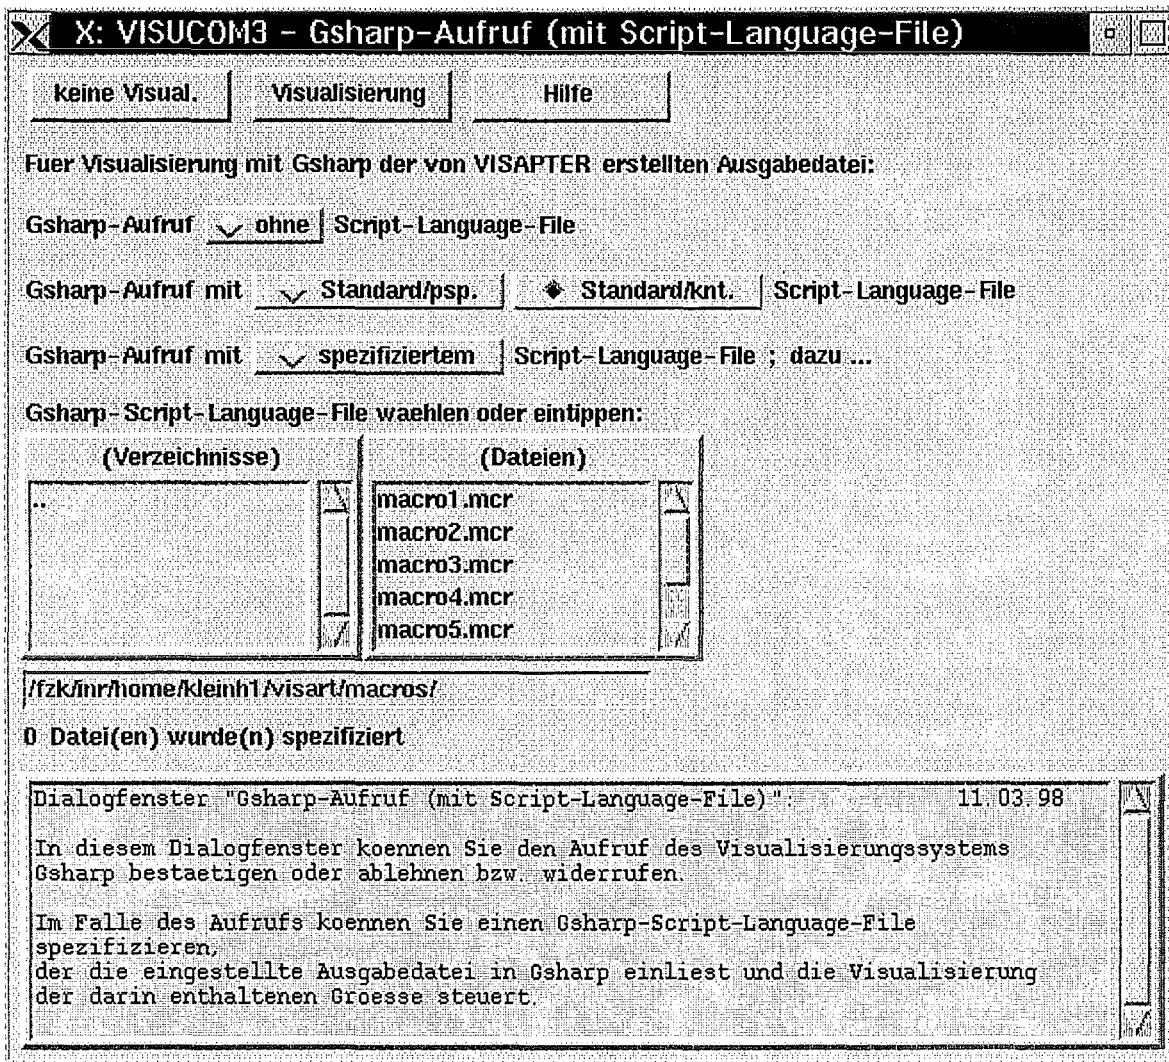 X: VISUCOM3 - Gsharp-Aufruf (mit Script-Language-File)
keine Visual. Visualisierung Hilfe
Fuer Visualisierung mit Gsharp der von VISAPTER erstellten Ausgabedatei:
Gsharp-Aufruf ohne Script-Language-File
Gsharp-Aufruf mit Standard/psp. Standard/knt. Script-Language-File
Gsharp-Aufruf mit spezifiziertem Script-Language-File ; dazu ...
Gsharp-Script-Language-File waehlen oder eintippen:
(Verzeichnisse) (Dateien)
.. macro1.mcr
macro2.mcr
macro3.mcr
macro4.mcr
macro5.mcr
/fzk/inr/home/kleinh1/visart/macros/
0 Datei(en) wurde(n) spezifiziert
Dialogfenster "Gsharp-Aufruf (mit Script-Language-File)": 11.03.98
In diesem Dialogfenster koennen Sie den Aufruf des Visualisierungssystems
Gsharp bestaetigen oder ablehnen bzw. widerrufen.
Im Falle des Aufrufs koennen Sie einen Gsharp-Script-Language-File
spezifizieren,
der die eingestellte Ausgabedatei in Gsharp einliest und die Visualisierung
der darin enthaltenen Groesse steuert.